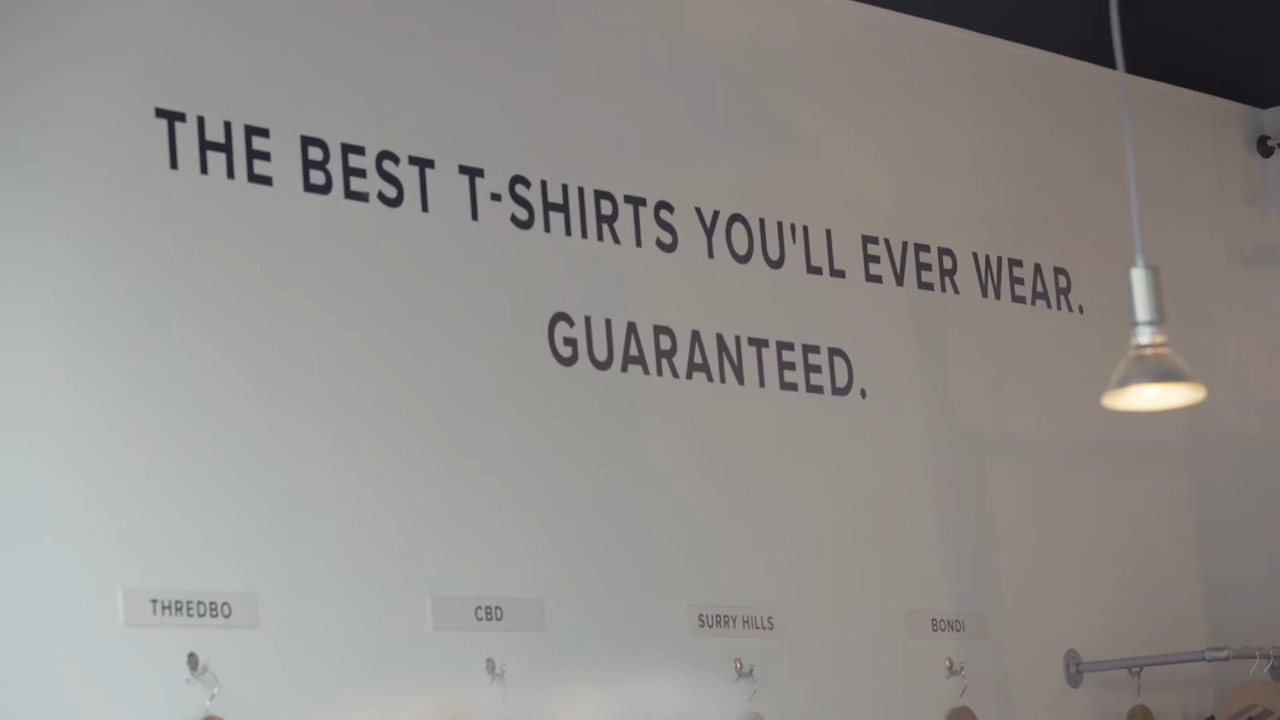 THE BEST T-SHIRTS YOU'LL EVER WEAR.
GUARANTEED.
THREDBO
CBD
SURRY HILLS
BONDI